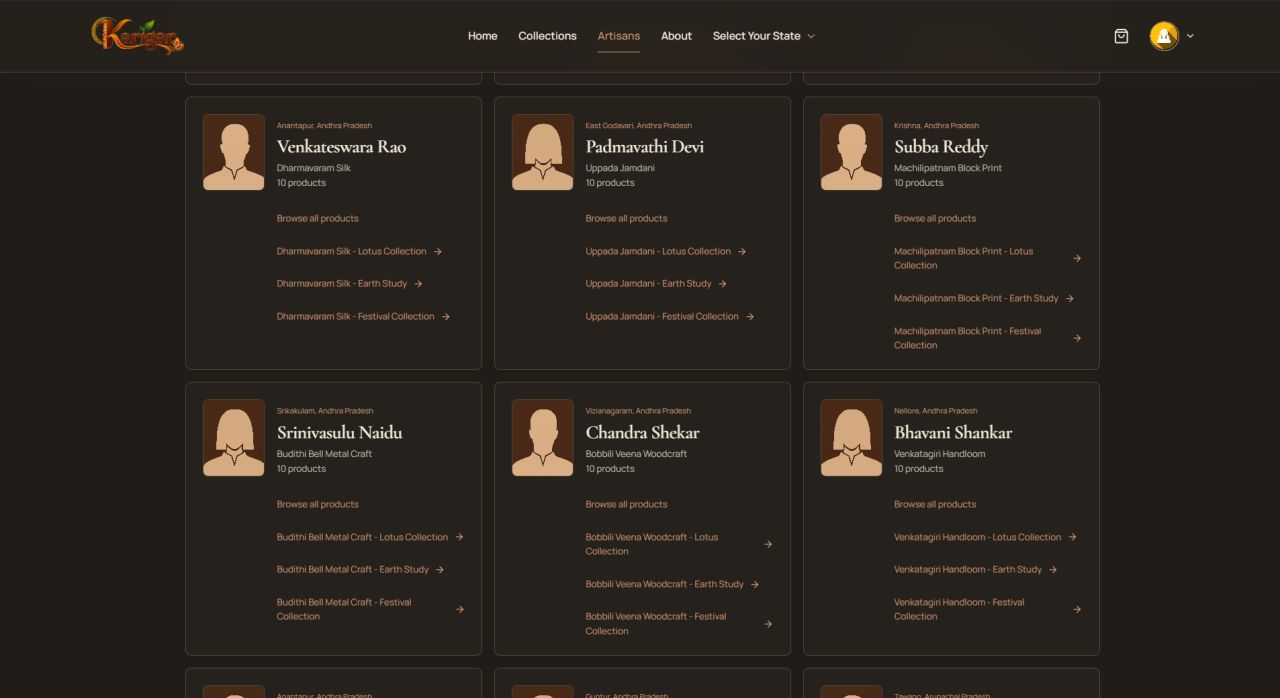 Karigar
Home
Collections
Artisans
About
Select Your State
Anantapur, Andhra Pradesh
Venkateswara Rao
Dharmavaram Silk
10 products
Browse all products
Dharmavaram Silk - Lotus Collection →
Dharmavaram Silk - Earth Study →
Dharmavaram Silk - Festival Collection →
East Godavari, Andhra Pradesh
Padmavathi Devi
Uppada Jamdani
10 products
Browse all products
Uppada Jamdani - Lotus Collection →
Uppada Jamdani - Earth Study →
Uppada Jamdani - Festival Collection →
Krishna, Andhra Pradesh
Subba Reddy
Machilipatnam Block Print
10 products
Browse all products
Machilipatnam Block Print - Lotus
Collection →
Machilipatnam Block Print - Earth Study →
Machilipatnam Block Print - Festival
Collection →
Srikakulam, Andhra Pradesh
Srinivasulu Naidu
Budithi Bell Metal Craft
10 products
Browse all products
Budithi Bell Metal Craft - Lotus Collection →
Budithi Bell Metal Craft - Earth Study →
Budithi Bell Metal Craft - Festival
Collection →
Vizianagaram, Andhra Pradesh
Chandra Shekar
Bobbili Veena Woodcraft
10 products
Browse all products
Bobbili Veena Woodcraft - Lotus
Collection →
Bobbili Veena Woodcraft - Earth Study →
Bobbili Veena Woodcraft - Festival
Collection →
Nellore, Andhra Pradesh
Bhavani Shankar
Venkatagiri Handloom
10 products
Browse all products
Venkatagiri Handloom - Lotus Collection →
Venkatagiri Handloom - Earth Study →
Venkatagiri Handloom - Festival
Collection →
Anantapur, Andhra Pradesh
Guntur, Andhra Pradesh
Tawang, Arunachal Pradesh